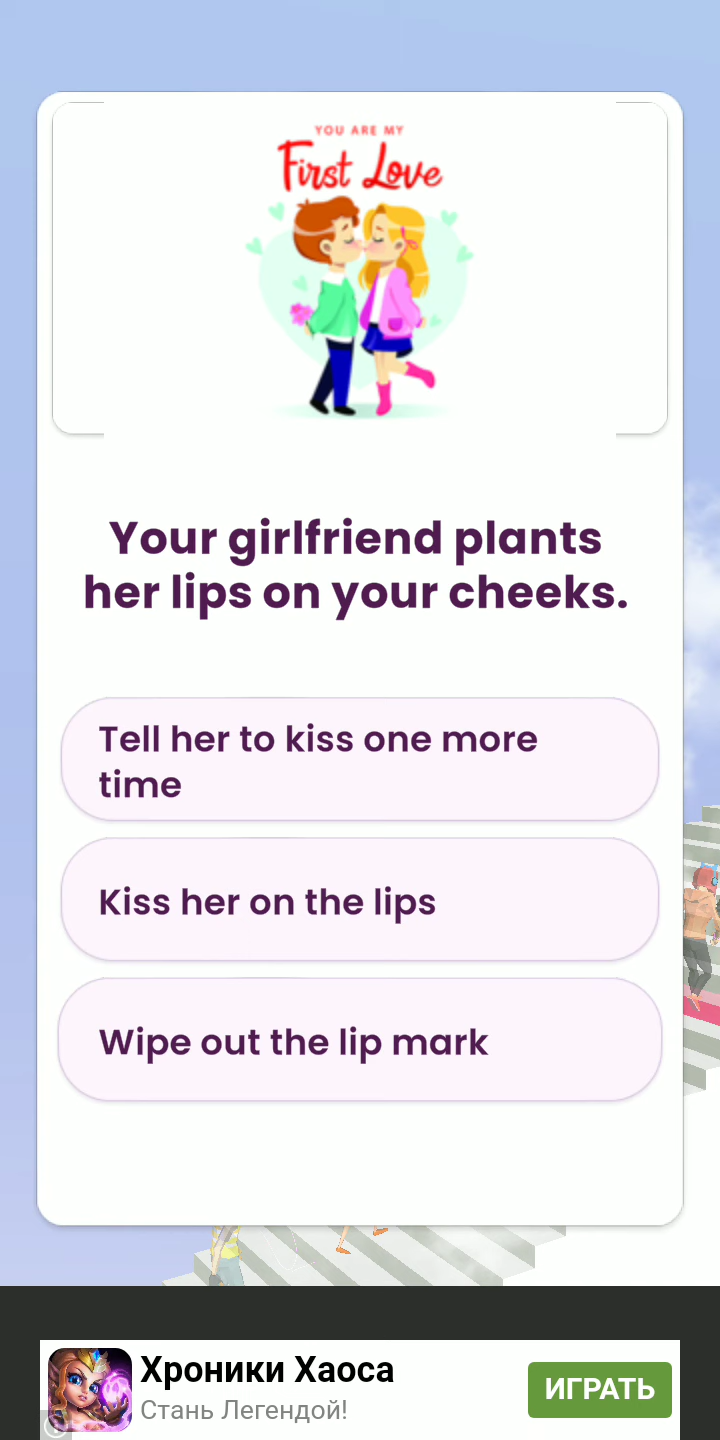 YOU ARE MY
First Love
Your girlfriend plants
her lips on your cheeks.
Tell her to kiss one more
time
Kiss her on the lips
Wipe out the lip mark
Хроники Хаоса
Стань Легендой!
ИГРАТЬ